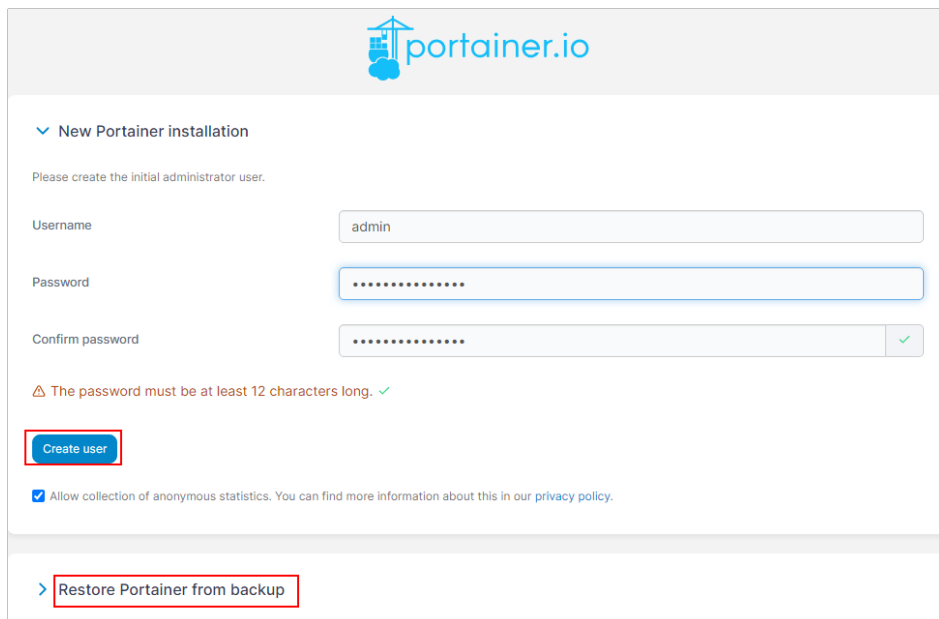 portainer.io
New Portainer installation
Please create the initial administrator user.
Username
admin
Password
•••••••••••••••
Confirm password
•••••••••••••••
The password must be at least 12 characters long.
Create user
Allow collection of anonymous statistics. You can find more information about this in our privacy policy.
Restore Portainer from backup